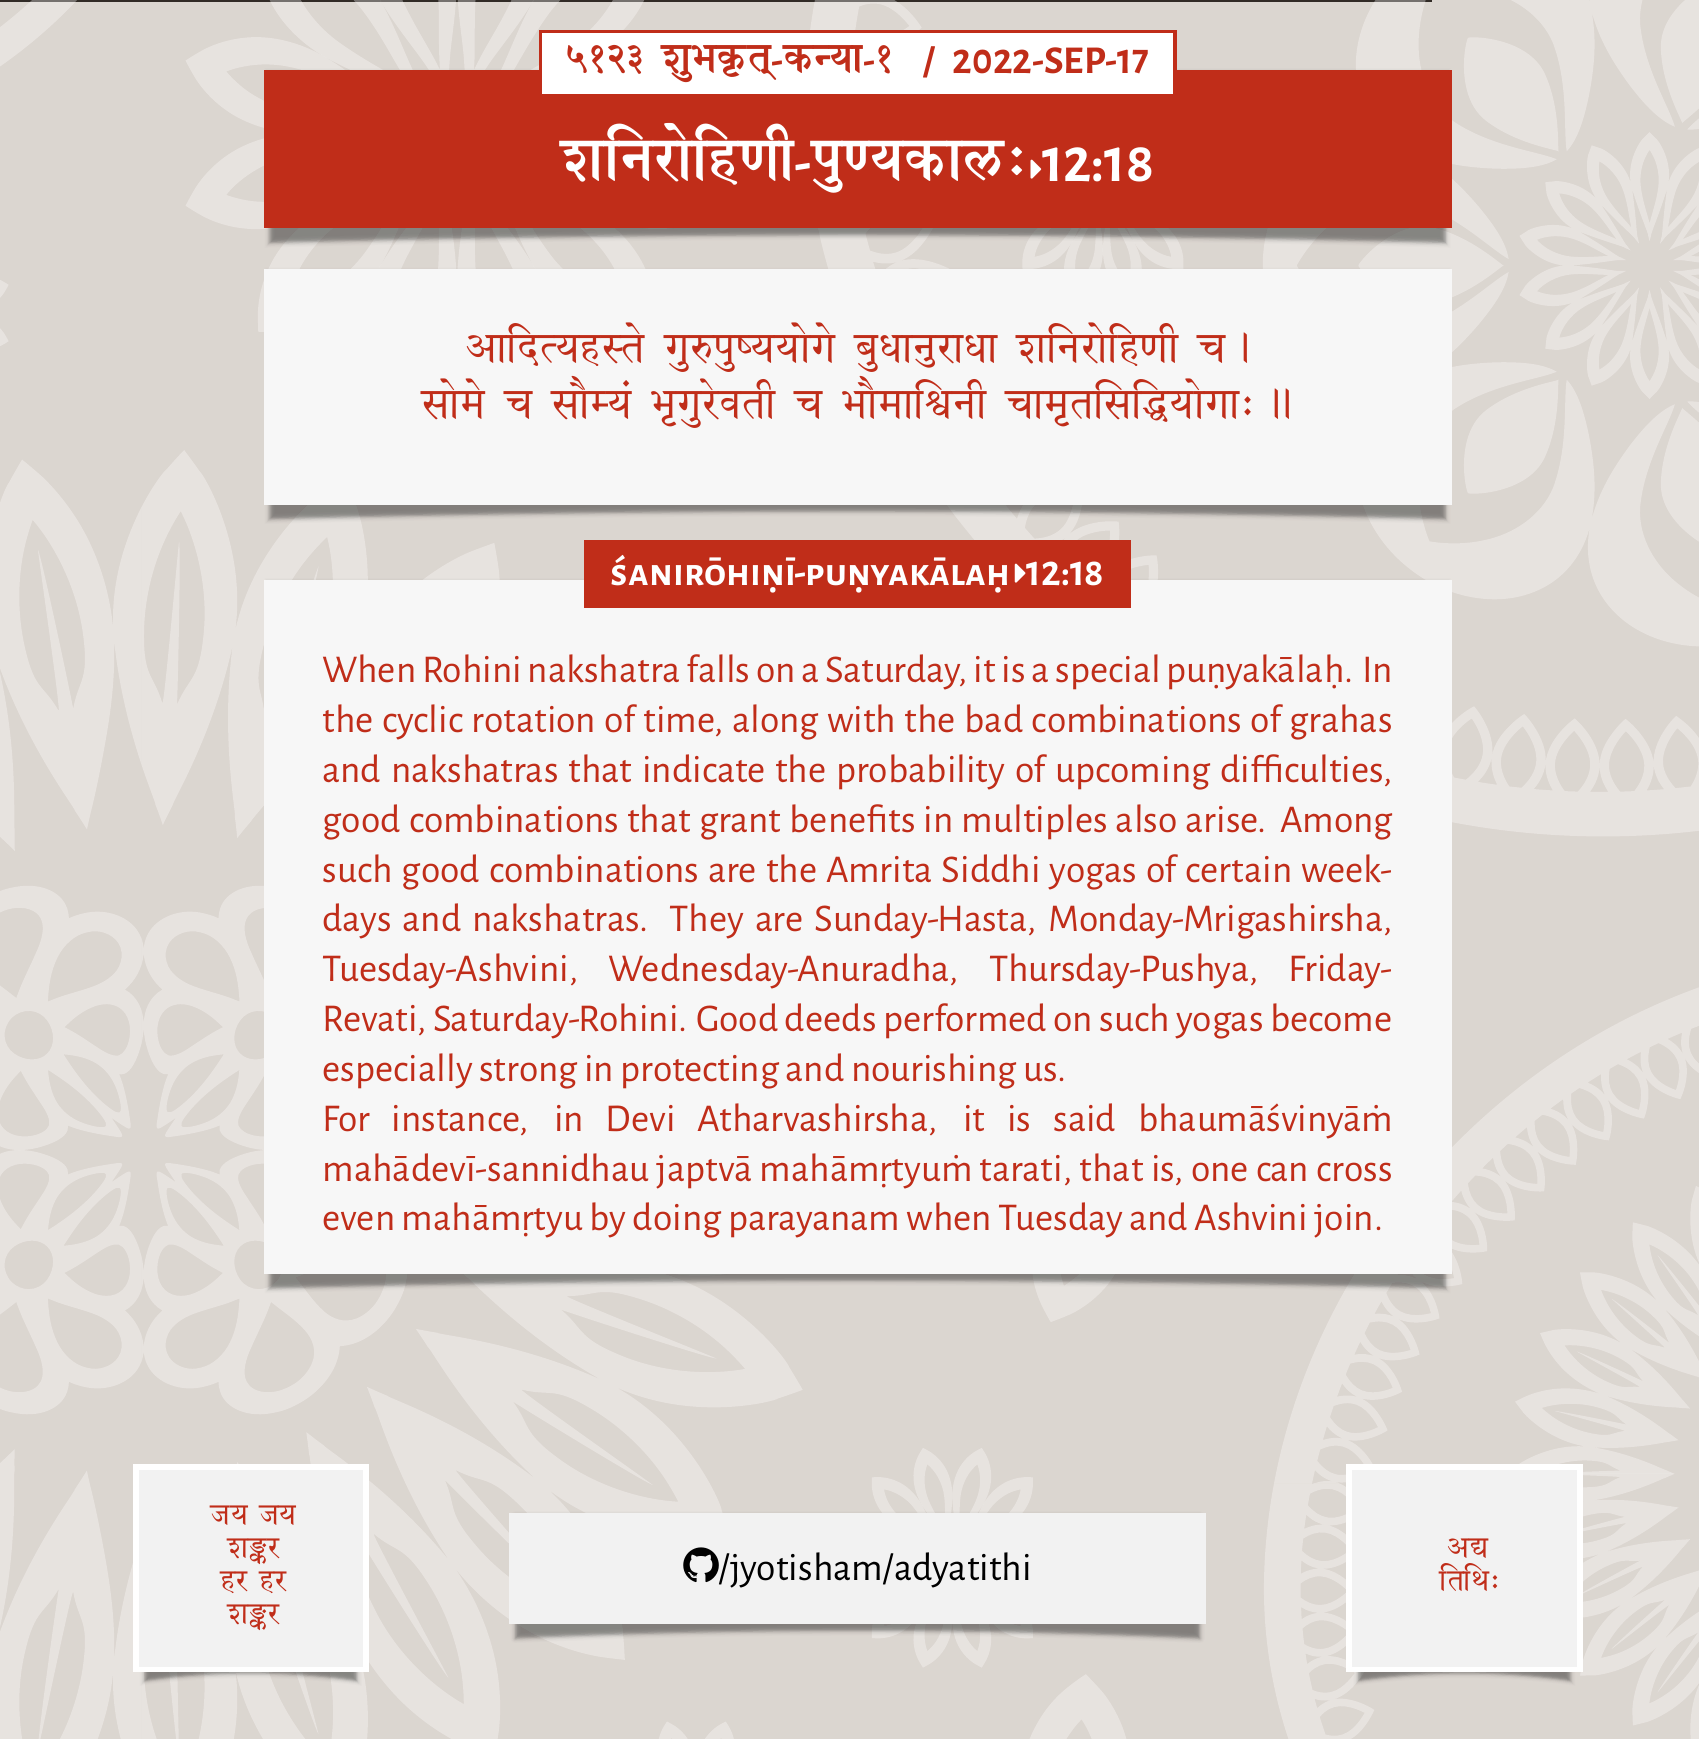 ५१२३ शुभकृत्-कन्या-१ / 2022-SEP-17
शनिरोहिणी-पुण्यकालः▸12:18
आदित्यहस्ते गुरुपुष्ययोगे बुधानुराधा शनिरोहिणी च।
सोमे च सौम्यं भृगुरेवती च भौमाश्विनी चामृतसिद्धियोगाः॥
ŚANIRŌHIṆĪ-PUṆYAKĀLAḤ▸12:18
When Rohini nakshatra falls on a Saturday, it is a special puṇyakālaḥ. In
the cyclic rotation of time, along with the bad combinations of grahas
and nakshatras that indicate the probability of upcoming difficulties,
good combinations that grant benefits in multiples also arise. Among
such good combinations are the Amrita Siddhi yogas of certain week-
days and nakshatras. They are Sunday-Hasta, Monday-Mrigashirsha,
Tuesday-Ashvini, Wednesday-Anuradha, Thursday-Pushya, Friday-
Revati, Saturday-Rohini. Good deeds performed on such yogas become
especially strong in protecting and nourishing us.
For instance, in Devi Atharvashirsha, it is said bhaumāśvinyāṁ
mahādevī-sannidhau japtvā mahāmṛtyuṁ tarati, that is, one can cross
even mahāmṛtyu by doing parayanam when Tuesday and Ashvini join.
जय जय
शङ्कर
हर हर
शङ्कर
/jyotisham/adyatithi
अद्य
तिथिः